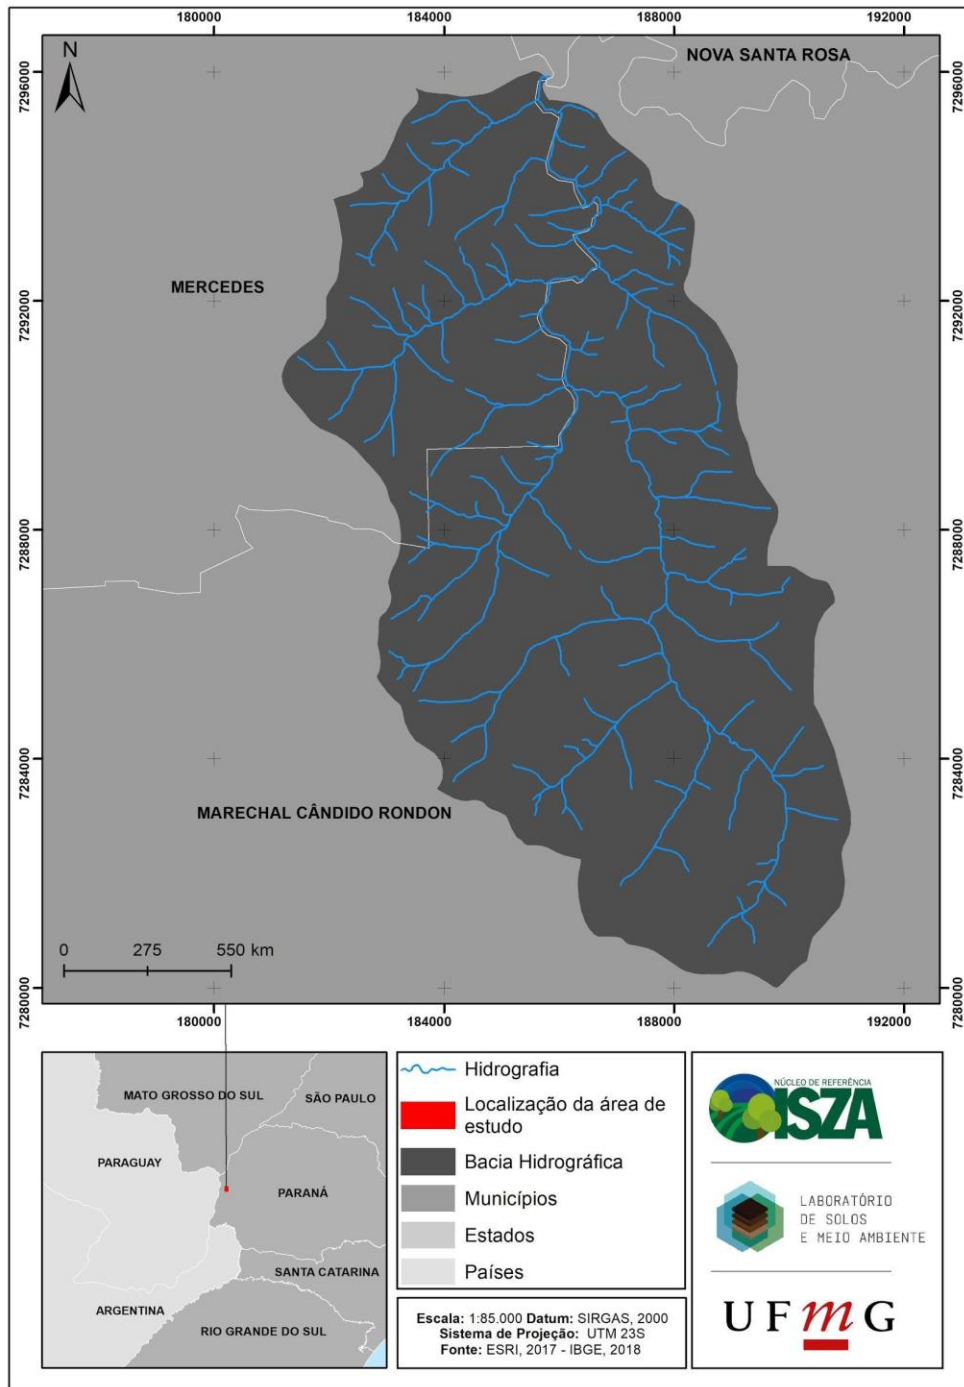 180000 184000 188000 192000
N
NOVA SANTA ROSA
7296000 7296000
MERCEDES
7292000 7292000
7288000 7288000
7284000 7284000
MARECHAL CÂNDIDO RONDON
0 275 550 km
7280000 7280000
180000 184000 188000 192000
MATO GROSSO DO SUL
SÃO PAULO
PARAGUAY
PARANÁ
SANTA CATARINA
ARGENTINA
RIO GRANDE DO SUL
Hidrografia
Localização da área de
estudo
Bacia Hidrográfica
Municípios
Estados
Países
Escala: 1:85.000 Datum: SIRGAS, 2000
Sistema de Projeção: UTM 23S
Fonte: ESRI, 2017 - IBGE, 2018
NÚCLEO DE REFERÊNCIA
ISZA
LABORATÓRIO
DE SOLOS
E MEIO AMBIENTE
UFmG